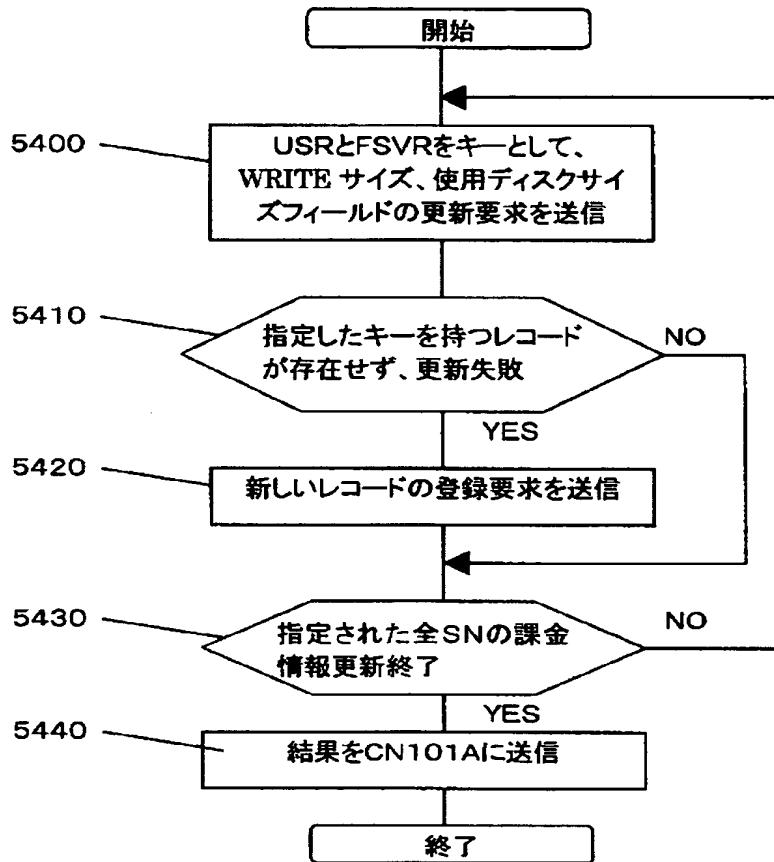 開始
5400
USRとFSVRをキーとして、
WRITE サイズ、使用ディスクサイ
ズフィールドの更新要求を送信
5410
指定したキーを持つレコード
が存在せず、更新失敗
NO
YES
5420
新しいレコードの登録要求を送信
5430
指定された全SNの課金
情報更新終了
NO
YES
5440
結果をCN101Aに送信
終了